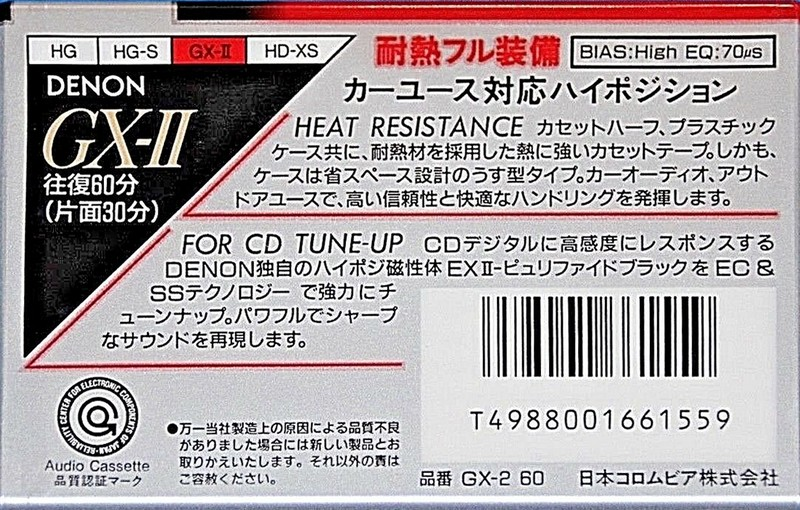 HG HG-S GX-II HD-XS
耐熱フル装備 BIAS:High EQ:70µs
DENON
GX-II
往復60分
(片面30分)
カーユース対応ハイポジション
HEAT RESISTANCE カセットハーフ、プラスチック
ケース共に、耐熱材を採用した熱に強いカセットテープ。しかも、
ケースは省スペース設計のうす型タイプ。カーオーディオ、アウト
ドアユースで、高い信頼性と快適なハンドリングを発揮します。
FOR CD TUNE-UP CDデジタルに高感度にレスポンスする
DENON独自のハイポジ磁性体EXII-ピュリファイドブラックをEC&
SSテクノロジーで強力にチ
ューンナップ。パワフルでシャープ
なサウンドを再現します。
RELIABILITY CENTER FOR ELECTRONIC COMPONENTS OF JAPAN
Audio Cassette
品質認証マーク
●万一当社製造上の原因による品質不良
がありました場合には新しい製品とお
取りかえいたします。それ以外の責は
ご容赦ください。
T4988001661559
品番 GX-2 60 日本コロムビア株式会社